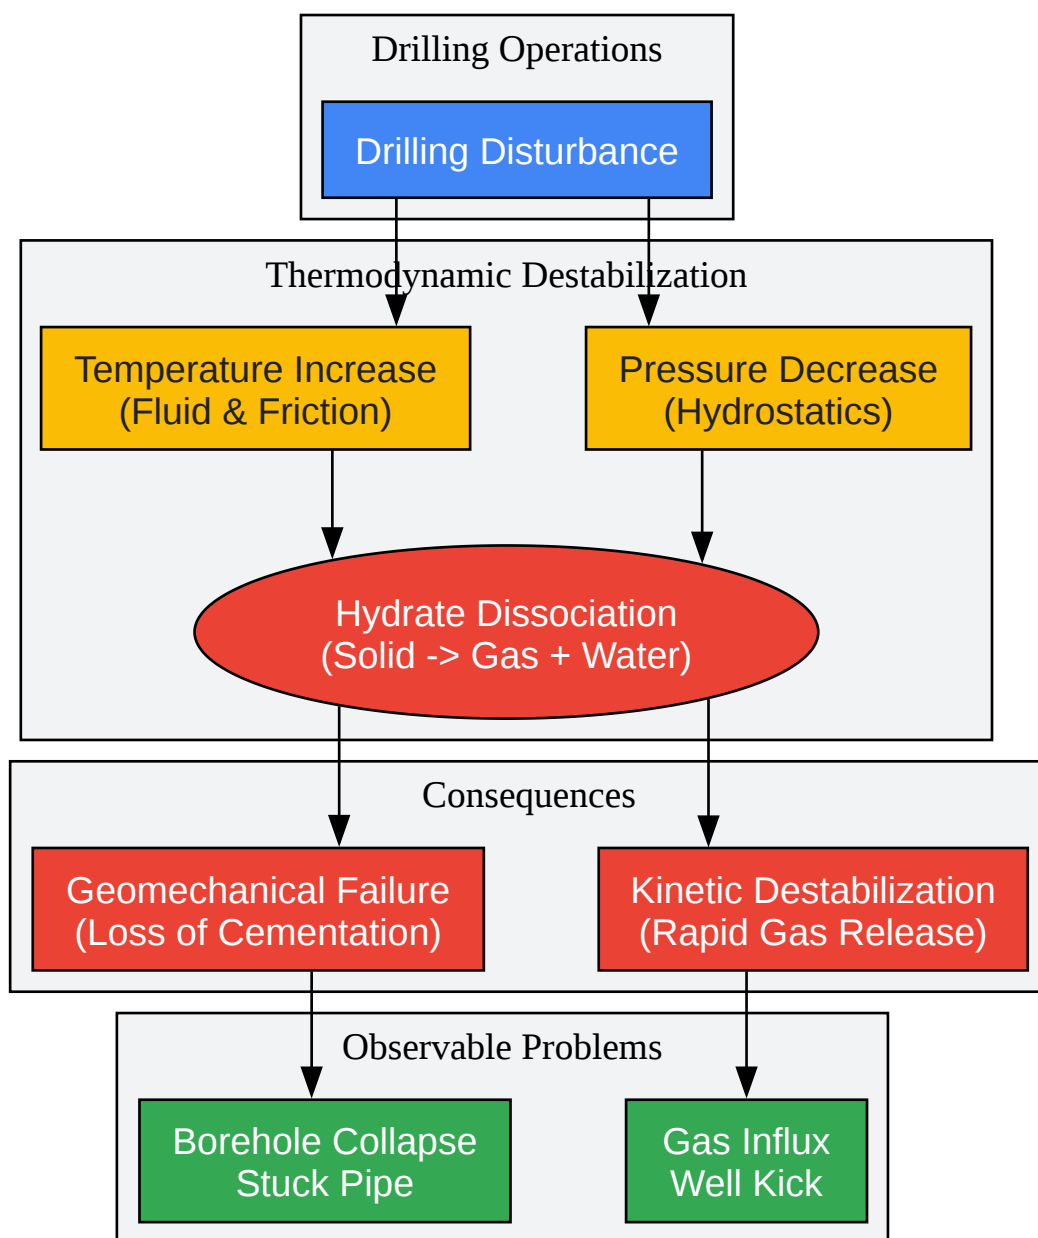 Drilling Operations
Drilling Disturbance
Thermodynamic Destabilization
Temperature Increase
(Fluid & Friction)
Pressure Decrease
(Hydrostatics)
Hydrate Dissociation
(Solid -> Gas + Water)
Consequences
Geomechanical Failure
(Loss of Cementation)
Kinetic Destabilization
(Rapid Gas Release)
Observable Problems
Borehole Collapse
Stuck Pipe
Gas Influx
Well Kick